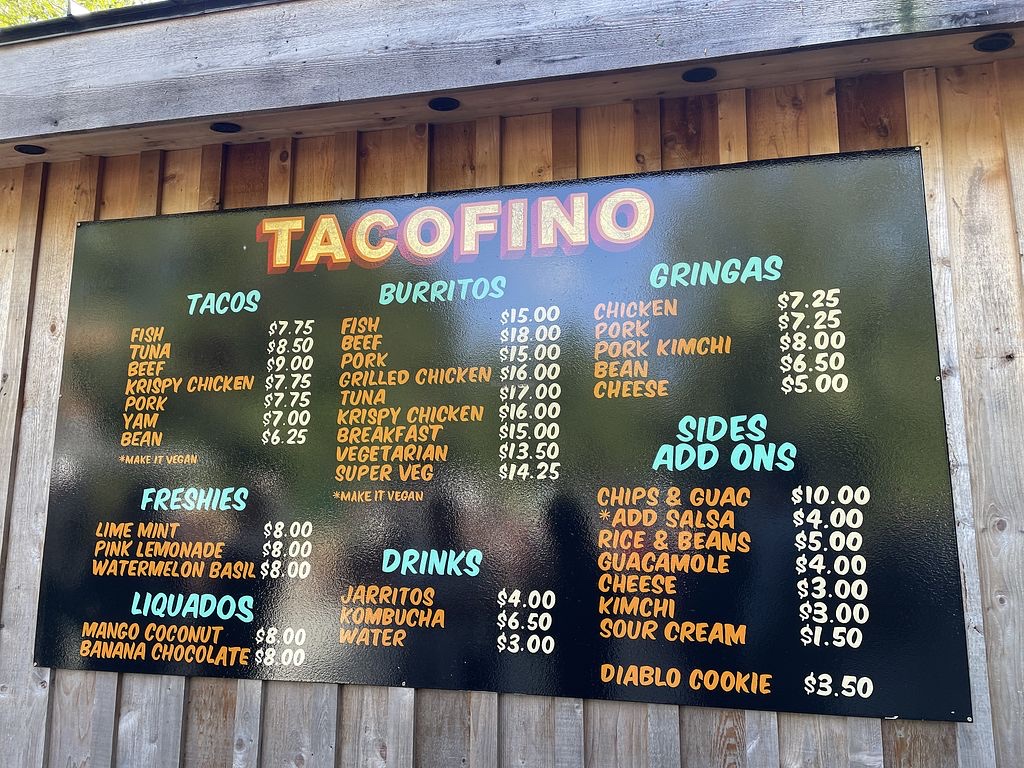 TACOFINO
TACOS
FISH $7.75
TUNA $8.50
BEEF $9.00
KRISPY CHICKEN $7.75
PORK $7.75
YAM $7.00
BEAN $6.25
*MAKE IT VEGAN
FRESHIES
LIME MINT $8.00
PINK LEMONADE $8.00
WATERMELON BASIL $8.00
LIQUADOS
MANGO COCONUT $8.00
BANANA CHOCOLATE $8.00
BURRITOS
FISH $15.00
BEEF $18.00
PORK $15.00
GRILLED CHICKEN $16.00
TUNA $17.00
KRISPY CHICKEN $16.00
BREAKFAST $15.00
VEGETARIAN $13.50
SUPER VEG $14.25
*MAKE IT VEGAN
DRINKS
JARRITOS $4.00
KOMBUCHA $6.50
WATER $3.00
GRINGAS
CHICKEN $7.25
PORK $7.25
PORK KIMCHI $8.00
BEAN $6.50
CHEESE $5.00
SIDES
ADD ONS
CHIPS & GUAC $10.00
*ADD SALSA $4.00
RICE & BEANS $5.00
GUACAMOLE $4.00
CHEESE $3.00
KIMCHI $3.00
SOUR CREAM $1.50
DIABLO COOKIE $3.50